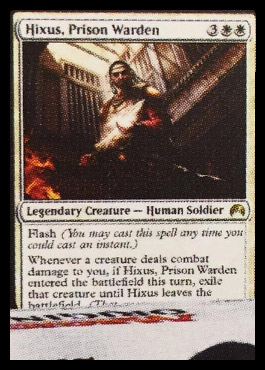 Hixus, Prison Warden 3
Legendary Creature — Human Soldier
Flash (You may cast this spell any time you
could cast an instant.)
Whenever a creature deals combat
damage to you, if Hixus, Prison Warden
entered the battlefield this turn, exile
that creature until Hixus leaves the
battlefield. (That